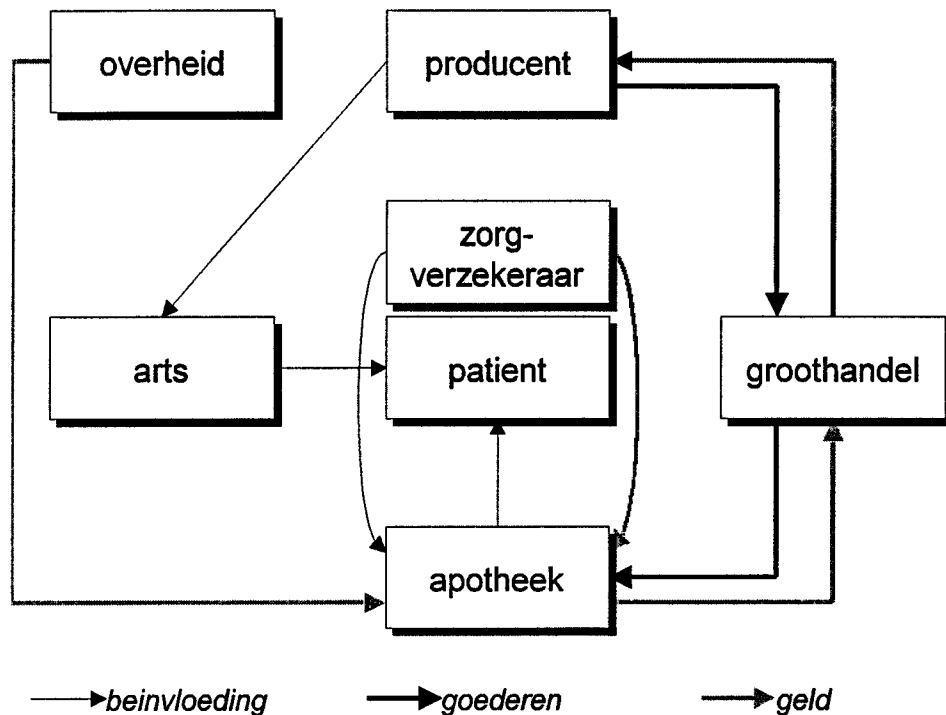 overheid
producent
zorg-
verzekeraar
arts
patient
groothandel
apotheek
beinvloeding
goederen
geld